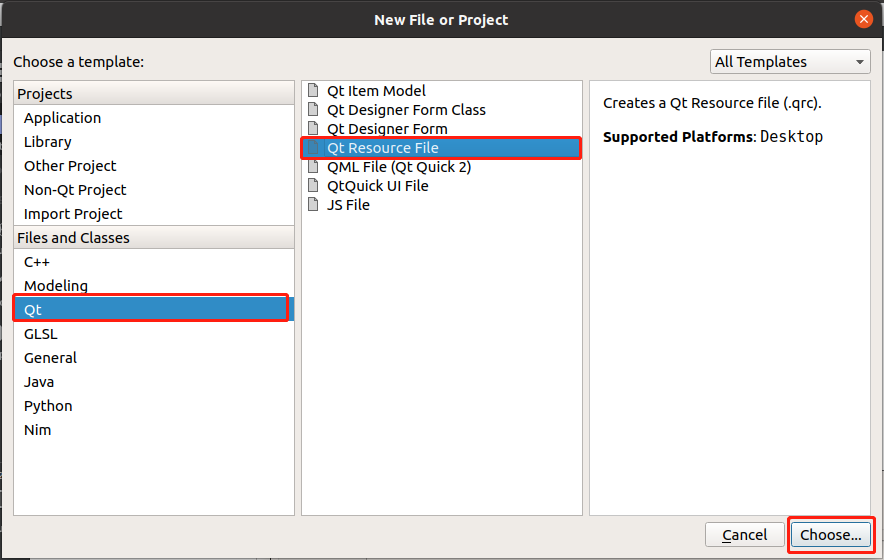 New File or Project
Choose a template:
All Templates
Projects
Application
Library
Other Project
Non-Qt Project
Import Project
Files and Classes
C++
Modeling
Qt
GLSL
General
Java
Python
Nim
Qt Item Model
Qt Designer Form Class
Qt Designer Form
Qt Resource File
QML File (Qt Quick 2)
QtQuick UI File
JS File
Creates a Qt Resource file (.qrc).
Supported Platforms: Desktop
Cancel
Choose...